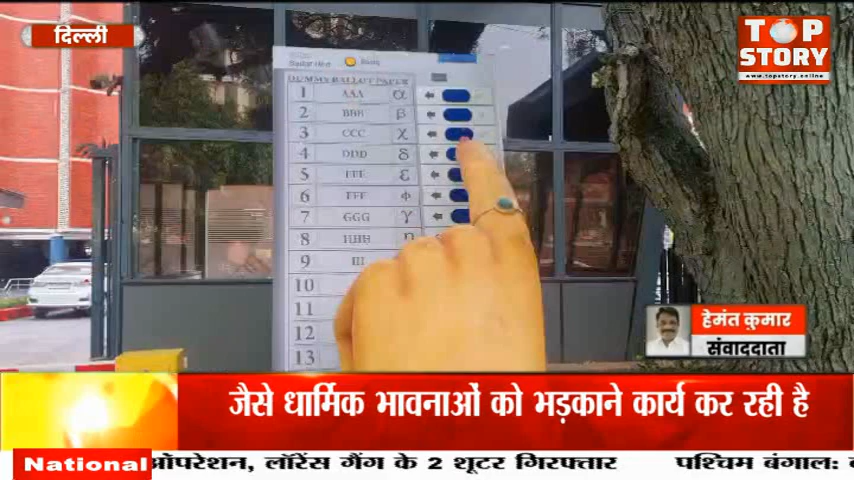 दिल्ली
TOP
STORY
www.topstory.online
DUMMY BALLOT PAPER
1 AAA α
2 BBB β
3 CCC χ
4 DDD δ
5 EEE ε
6 FFF ϕ
7 GGG γ
8 HHH η
9 III
10
11
12
13
हेमंत कुमार
संवाददाता
जैसे धार्मिक भावनाओं को भड़काने कार्य कर रही है
National ऑपरेशन, लॉरेंस गैंग के 2 शूटर गिरफ्तार पश्चिम बंगाल: